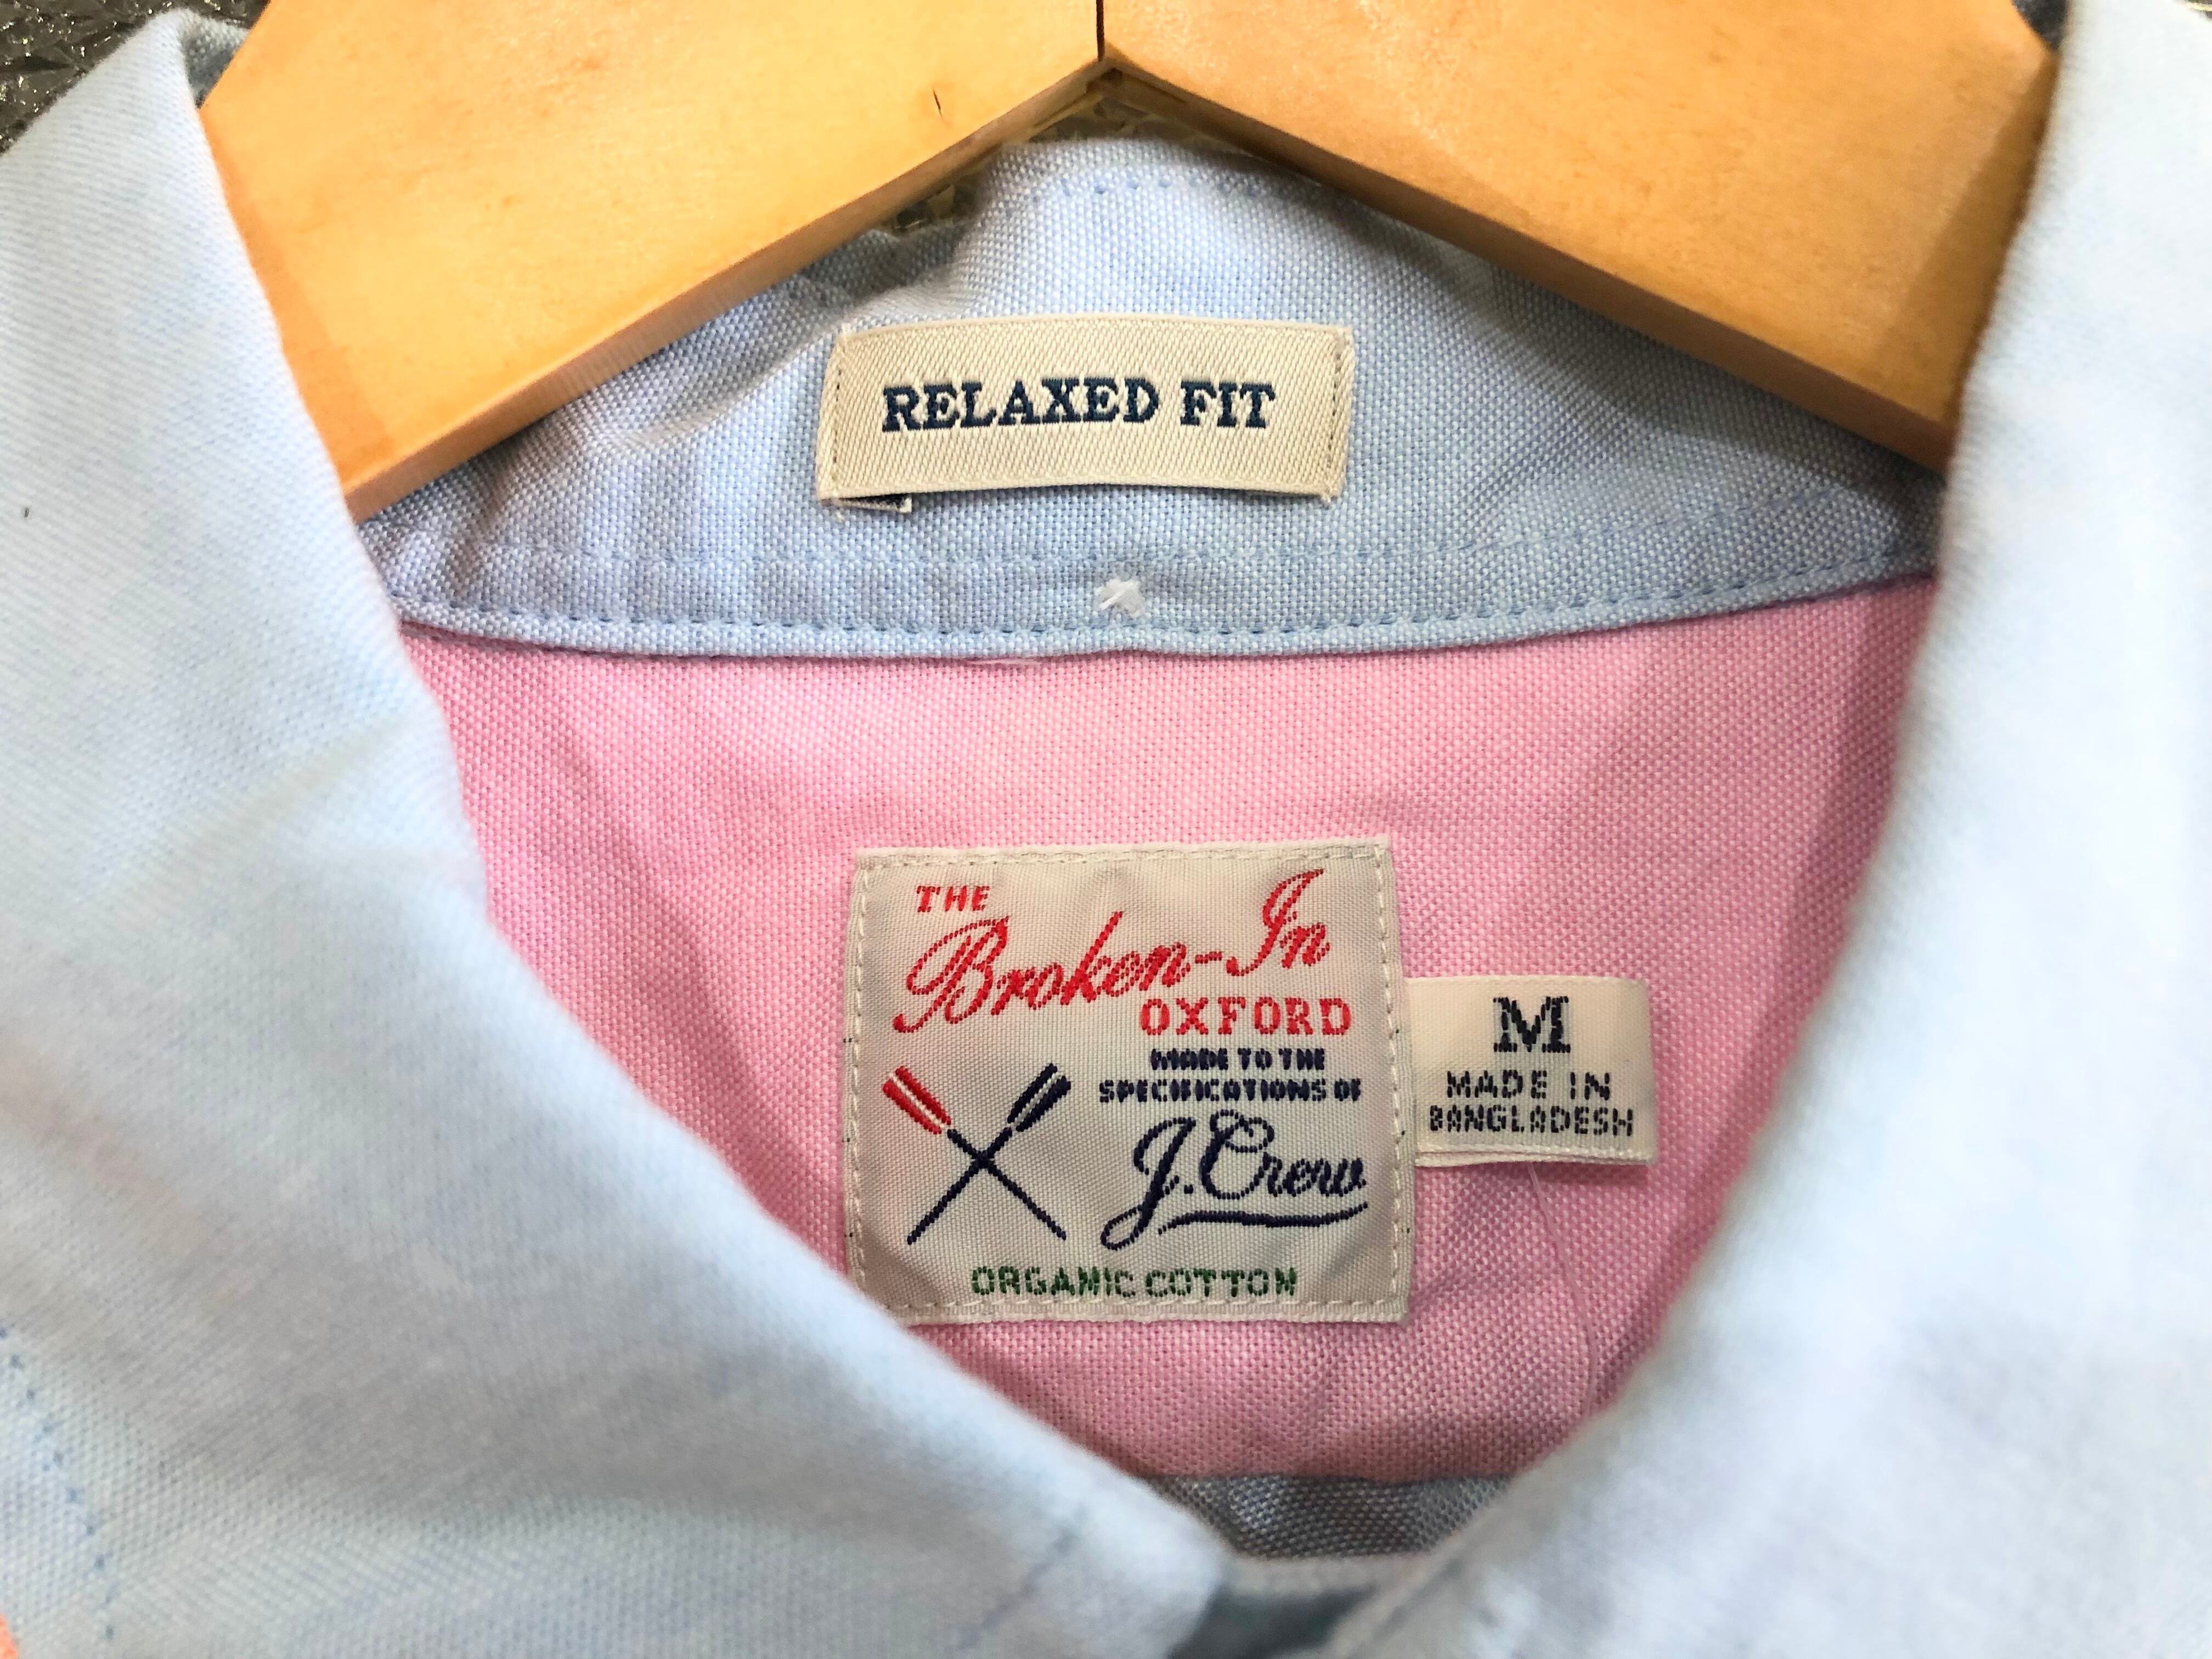 RELAXED FIT
THE
Broken-In
OXFORD
MADE TO THE
SPECIFICATIONS OF
J.Crew
ORGANIC COTTON
M
MADE IN
BANGLADESH